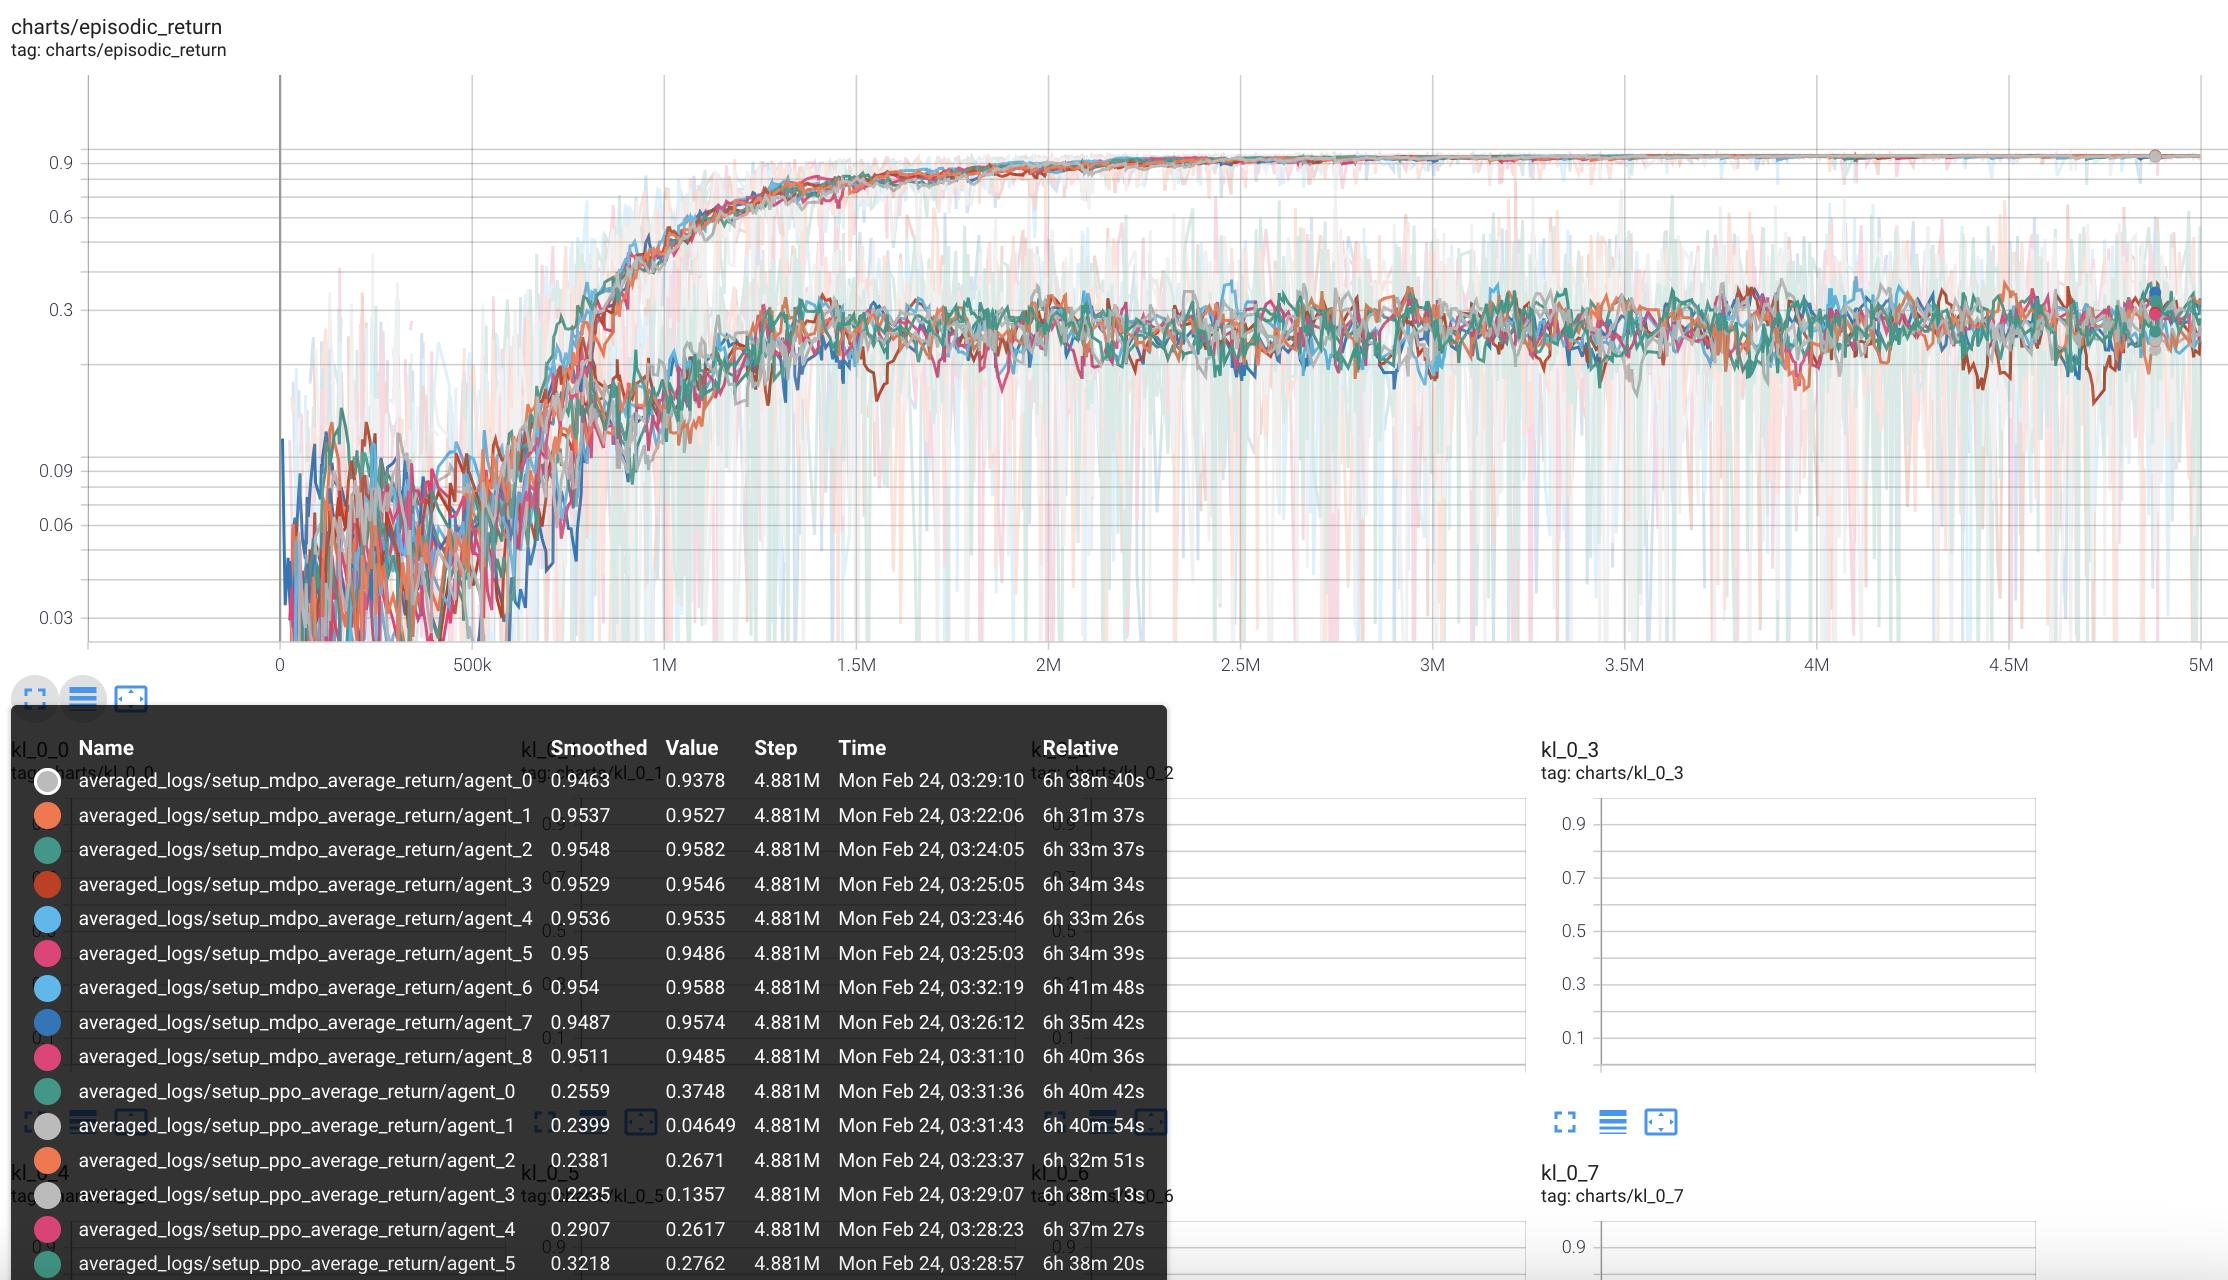 charts/episodic_return
tag: charts/episodic_return
0.9
0.6
0.3
0.09
0.06
0.03
0 500k 1M 1.5M 2M 2.5M 3M 3.5M 4M 4.5M 5M
Name Smoothed Value Step Time Relative
averaged_logs/setup_mdpo_average_return/agent_0 0.9463 0.9378 4.881M Mon Feb 24, 03:29:10 6h 38m 40s
averaged_logs/setup_mdpo_average_return/agent_1 0.9537 0.9527 4.881M Mon Feb 24, 03:22:06 6h 31m 37s
averaged_logs/setup_mdpo_average_return/agent_2 0.9548 0.9582 4.881M Mon Feb 24, 03:24:05 6h 33m 37s
averaged_logs/setup_mdpo_average_return/agent_3 0.9529 0.9546 4.881M Mon Feb 24, 03:25:05 6h 34m 34s
averaged_logs/setup_mdpo_average_return/agent_4 0.9536 0.9535 4.881M Mon Feb 24, 03:23:46 6h 33m 26s
averaged_logs/setup_mdpo_average_return/agent_5 0.95 0.9486 4.881M Mon Feb 24, 03:25:03 6h 34m 39s
averaged_logs/setup_mdpo_average_return/agent_6 0.954 0.9588 4.881M Mon Feb 24, 03:32:19 6h 41m 48s
averaged_logs/setup_mdpo_average_return/agent_7 0.9487 0.9574 4.881M Mon Feb 24, 03:26:12 6h 35m 42s
averaged_logs/setup_mdpo_average_return/agent_8 0.9511 0.9485 4.881M Mon Feb 24, 03:31:10 6h 40m 36s
averaged_logs/setup_ppo_average_return/agent_0 0.2559 0.3748 4.881M Mon Feb 24, 03:31:36 6h 40m 42s
averaged_logs/setup_ppo_average_return/agent_1 0.2399 0.04649 4.881M Mon Feb 24, 03:31:43 6h 40m 54s
averaged_logs/setup_ppo_average_return/agent_2 0.2381 0.2671 4.881M Mon Feb 24, 03:23:37 6h 32m 51s
averaged_logs/setup_ppo_average_return/agent_3 0.2235 0.1357 4.881M Mon Feb 24, 03:29:07 6h 38m 13s
averaged_logs/setup_ppo_average_return/agent_4 0.2907 0.2617 4.881M Mon Feb 24, 03:28:23 6h 37m 27s
averaged_logs/setup_ppo_average_return/agent_5 0.3218 0.2762 4.881M Mon Feb 24, 03:28:57 6h 38m 20s
kl_0_0
kl_0_3
tag: charts/kl_0_3
0.9
0.7
0.5
0.3
0.1
kl_0_4
kl_0_5
kl_0_6
kl_0_7
tag: charts/kl_0_7
0.9